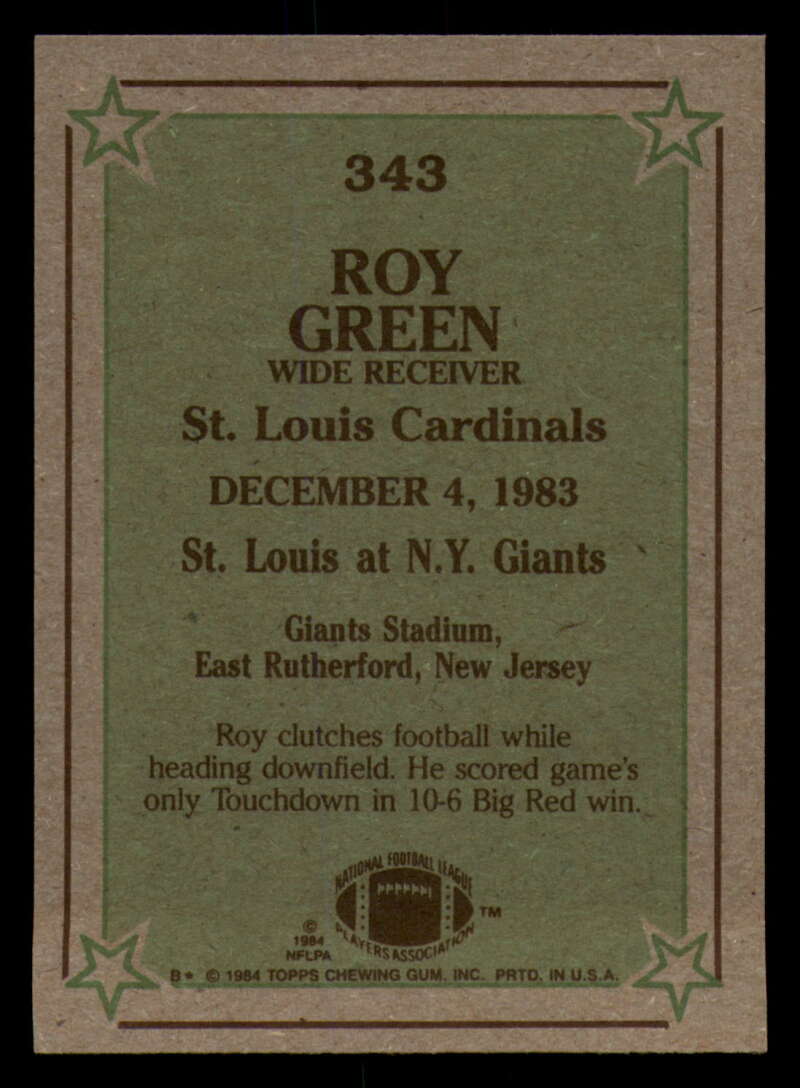 343
ROY
GREEN
WIDE RECEIVER
St. Louis Cardinals
DECEMBER 4, 1983
St. Louis at N.Y. Giants
Giants Stadium,
East Rutherford, New Jersey
Roy clutches football while
heading downfield. He scored game's
only Touchdown in 10-6 Big Red win.
NATIONAL FOOTBALL LEAGUE
PLAYERS ASSOCIATION
TM
©
1984
NFLPA
B* © 1984 TOPPS CHEWING GUM. INC. PRTD. IN U.S.A.